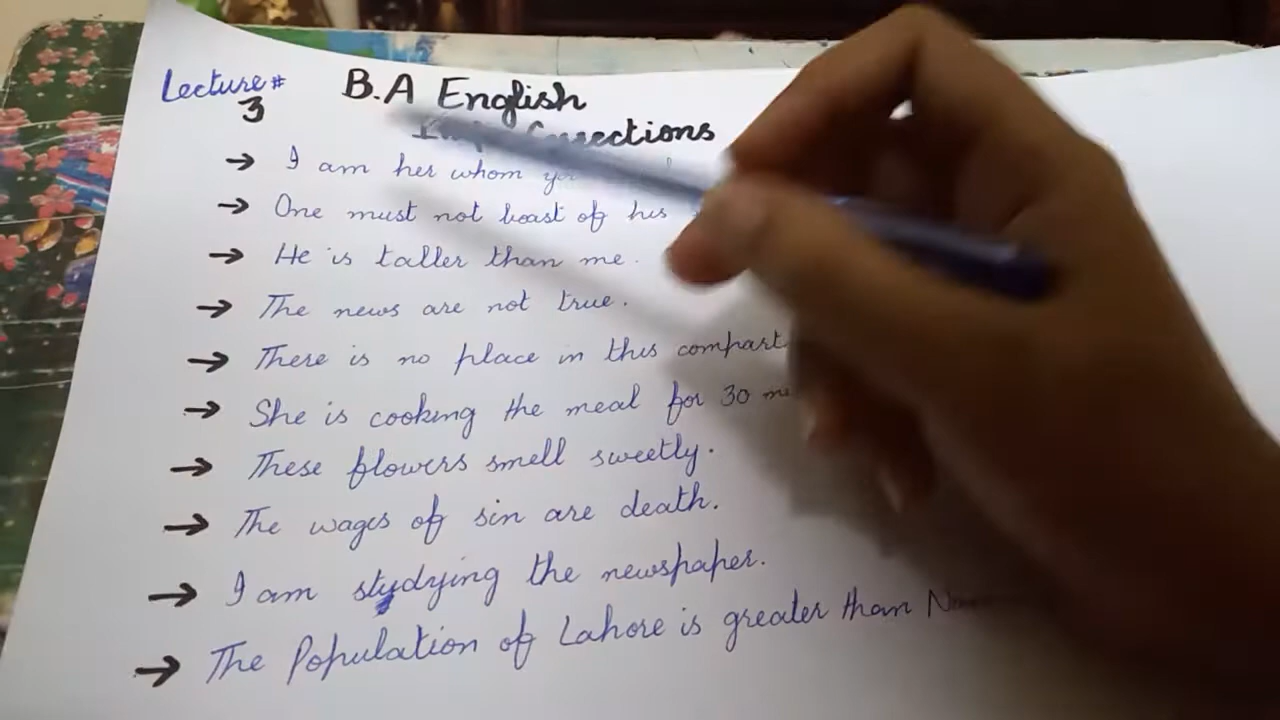 Lecture #
3
B.A English
Corrections
I am her whom
One must not boast of his
He is taller than me.
The news are not true.
There is no place in this compart
She is cooking the meal for 30
These flowers smell sweetly.
The wages of sin are death.
I am studying the newspaper.
The Population of Lahore is greater than